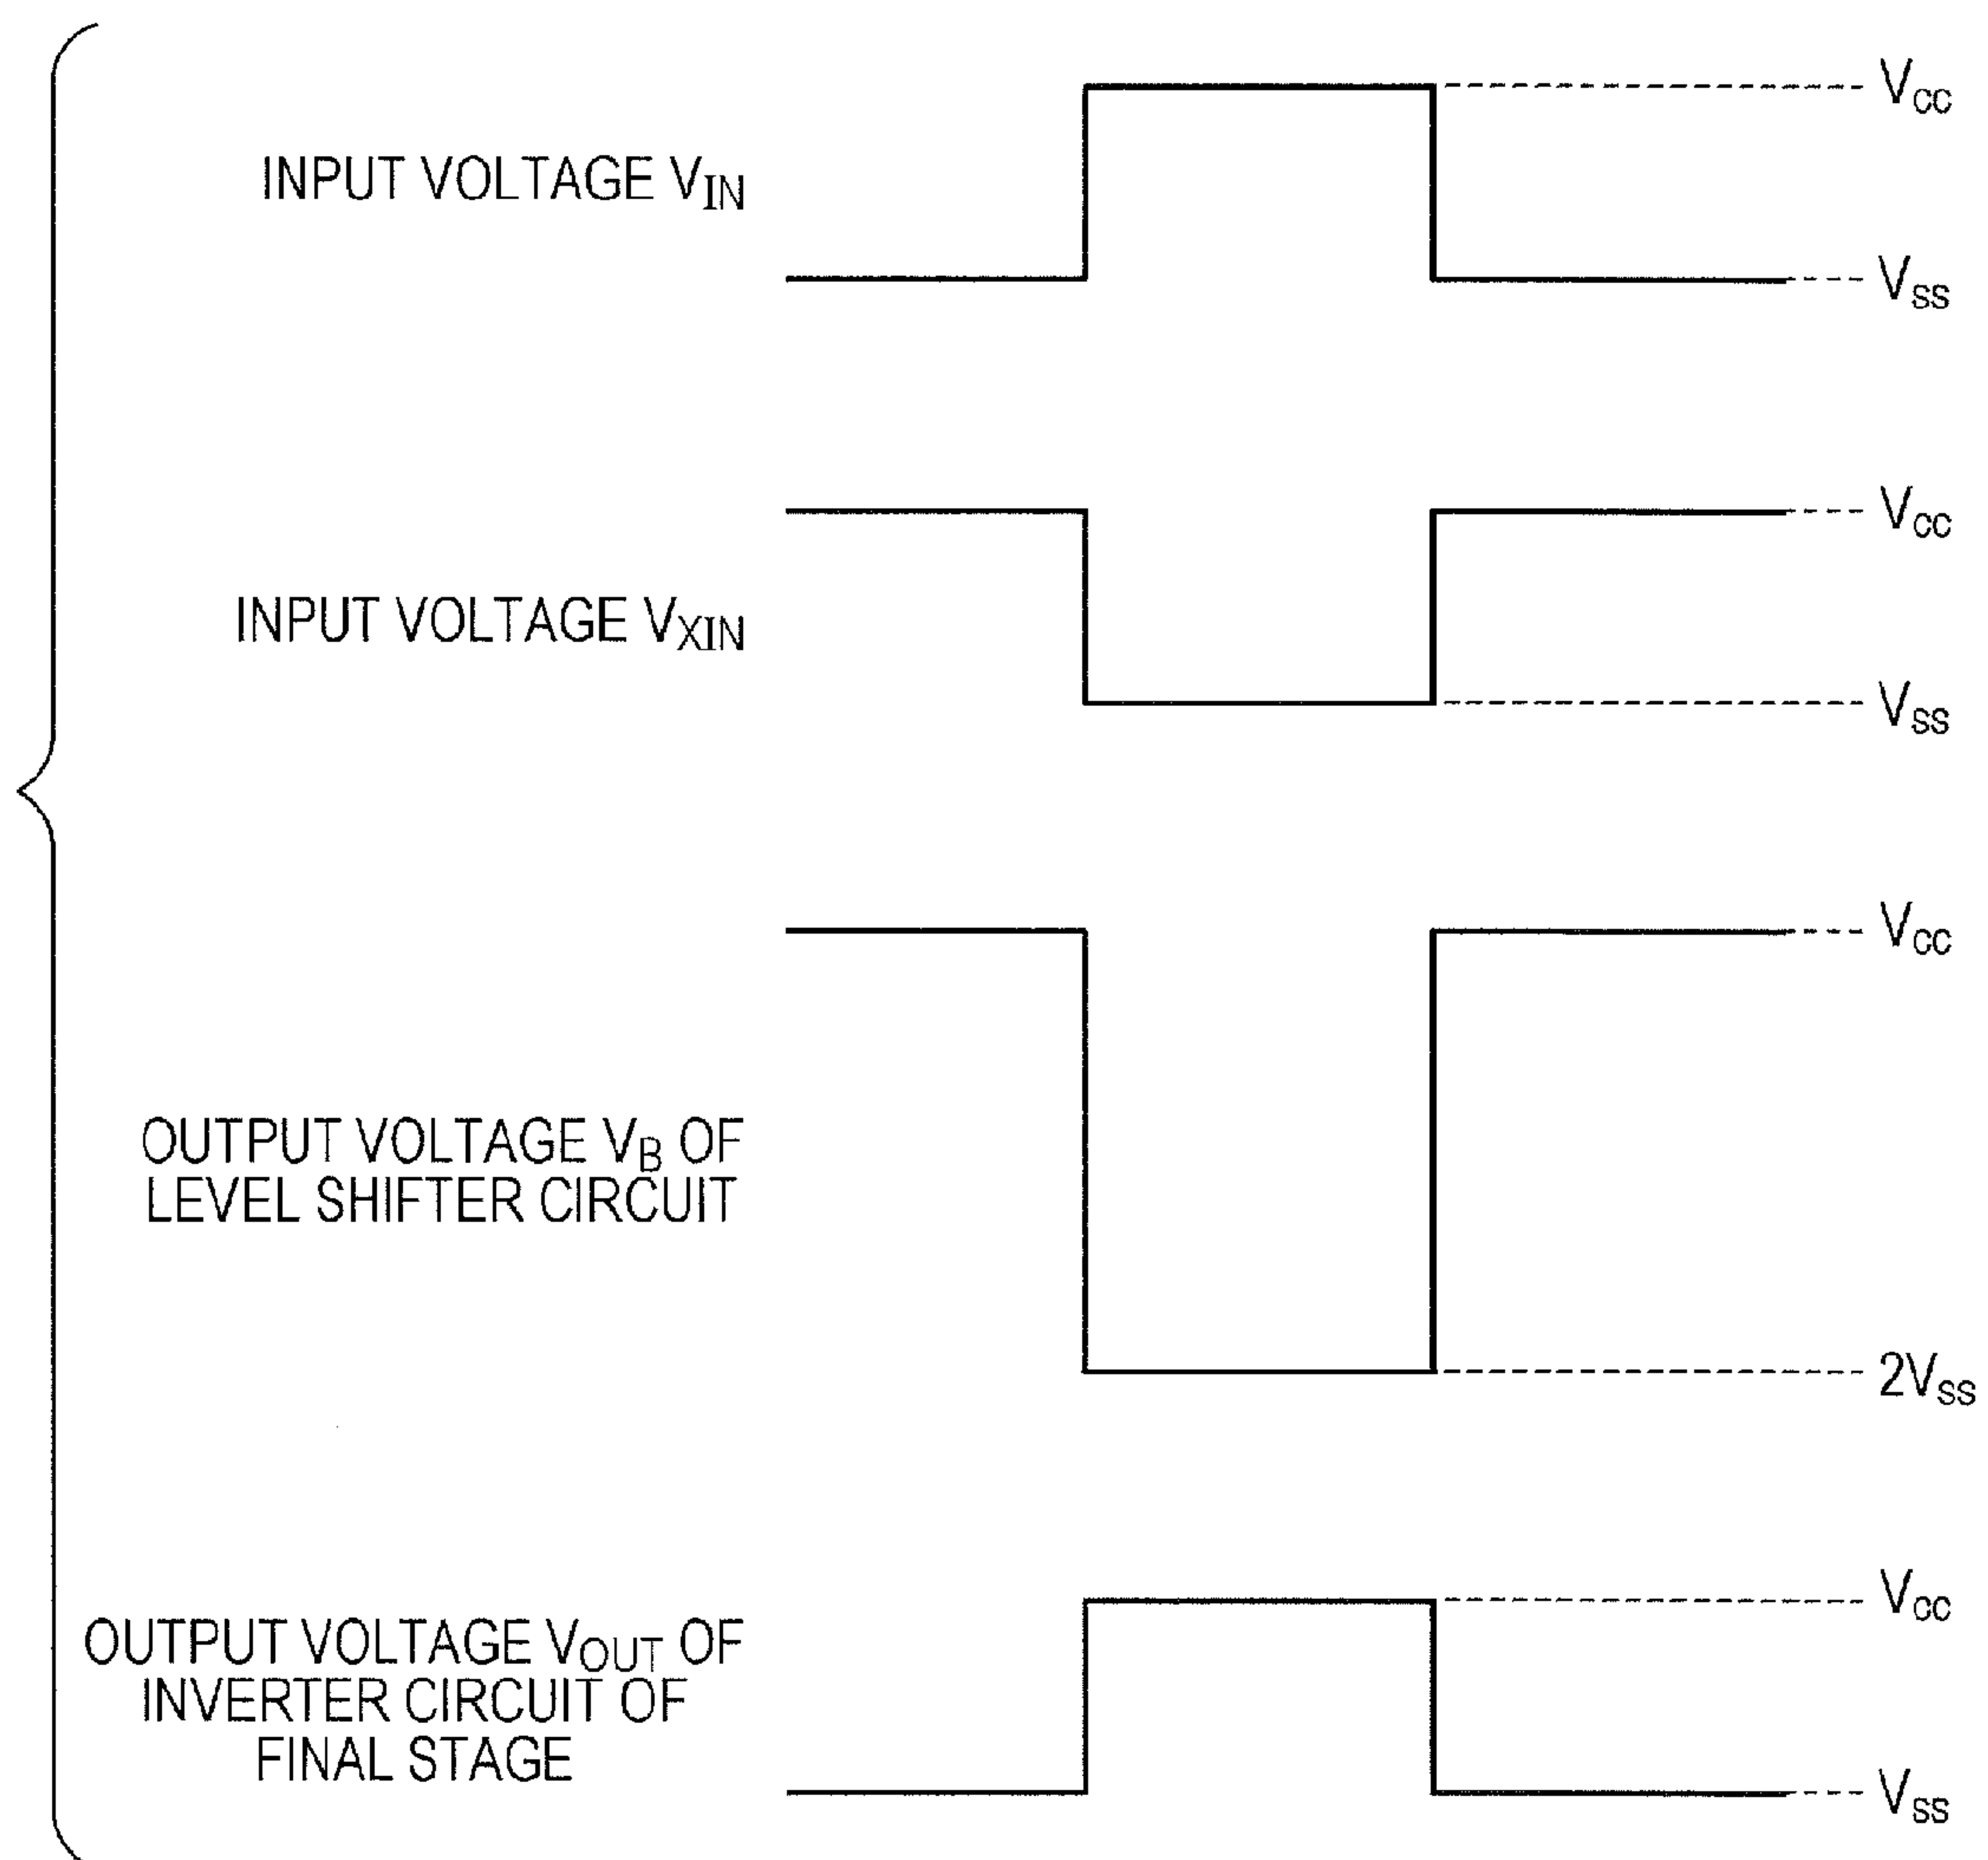 V_CC
INPUT VOLTAGE V_IN
V_SS
V_CC
INPUT VOLTAGE V_XIN
V_SS
V_CC
OUTPUT VOLTAGE V_B OF
LEVEL SHIFTER CIRCUIT
2V_SS
V_CC
OUTPUT VOLTAGE V_OUT OF
INVERTER CIRCUIT OF
FINAL STAGE
V_SS